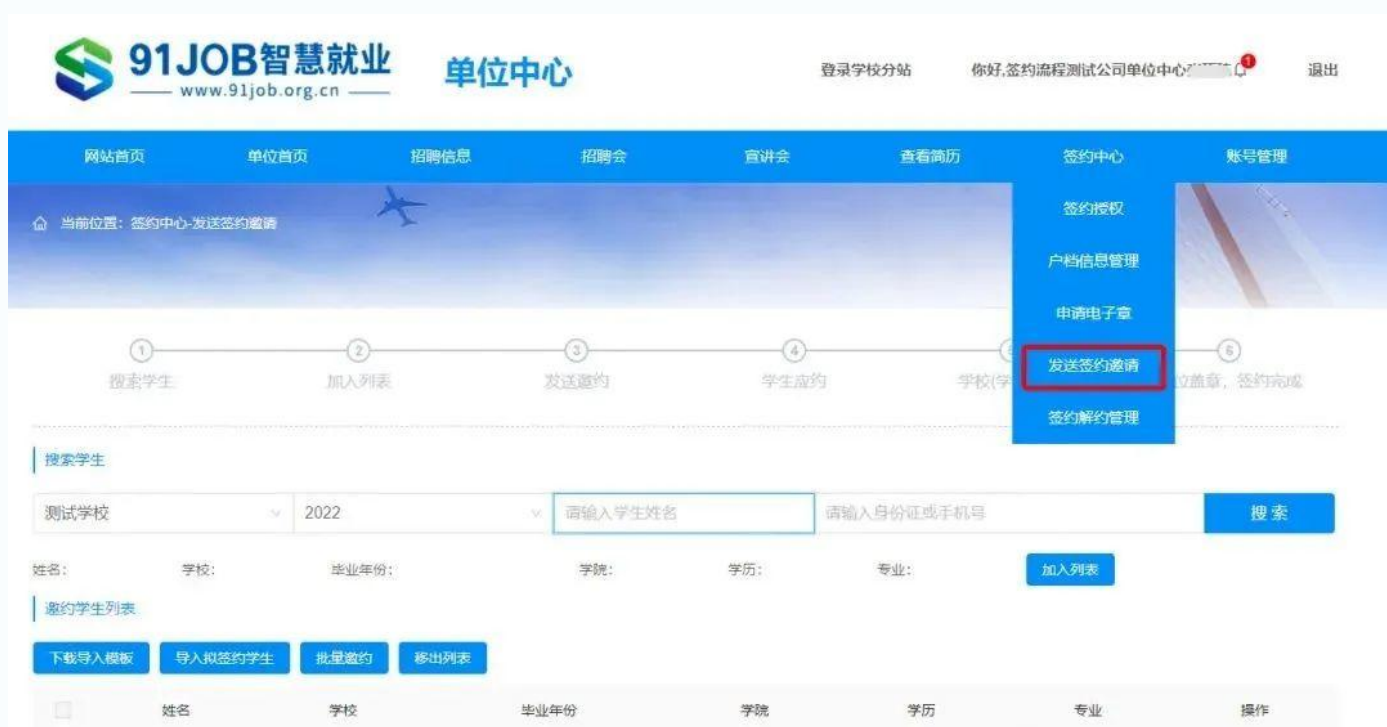 91JOB智慧就业
www.91job.org.cn
单位中心
登录学校分站
你好,签约流程测试公司单位中心
1
退出
网站首页 单位首页 招聘信息 招聘会 宣讲会 查看简历 签约中心 账号管理
当前位置：签约中心-发送签约邀请
签约授权
户档信息管理
申请电子章
发送签约邀请
签约解约管理
1 2 3 4 6
搜索学生 加入列表 发送邀约 学生应约 学校(学 位盖章，签约完成
搜索学生
测试学校 2022 请输入学生姓名 请输入身份证或手机号 搜索
姓名： 学校： 毕业年份： 学院： 学历： 专业： 加入列表
邀约学生列表
下载导入模板 导入拟签约学生 批量邀约 移出列表
姓名 学校 毕业年份 学院 学历 专业 操作